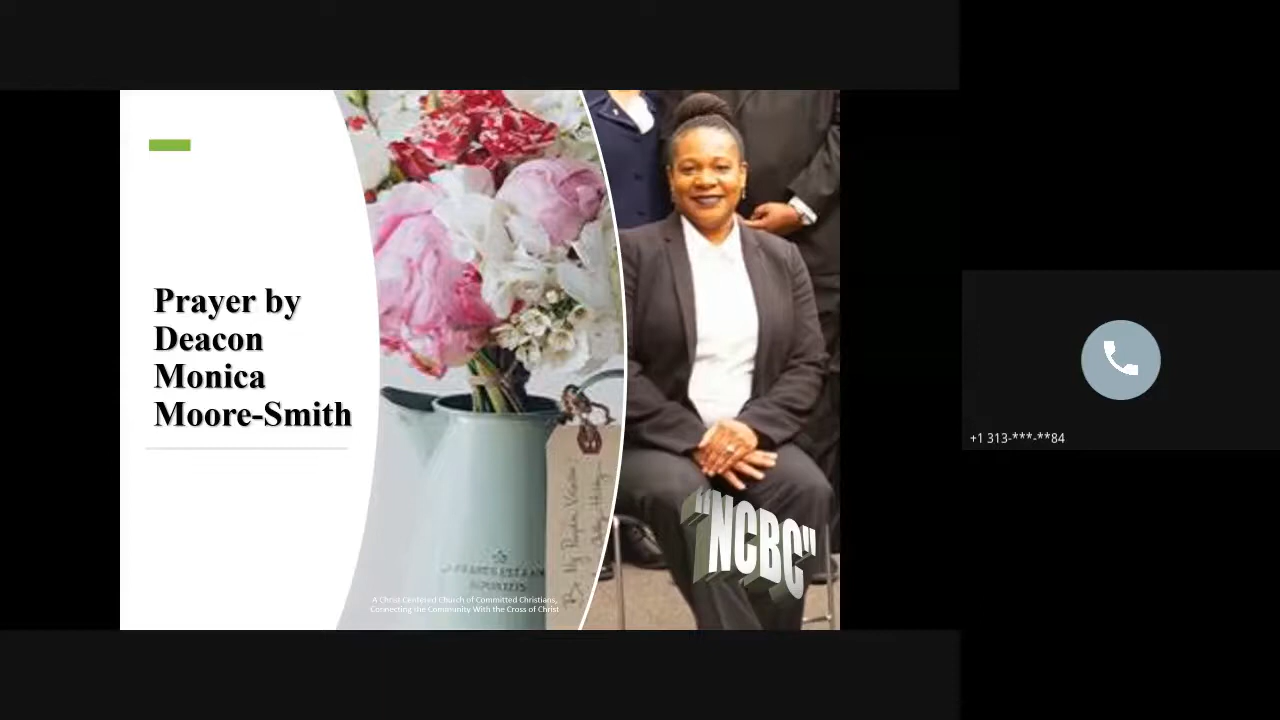 Prayer by
Deacon
Monica
Moore-Smith
"NCBC"
A Christ Centered Church of Committed Christians,
Connecting the Community With the Cross of Christ
+1 313-***-**84